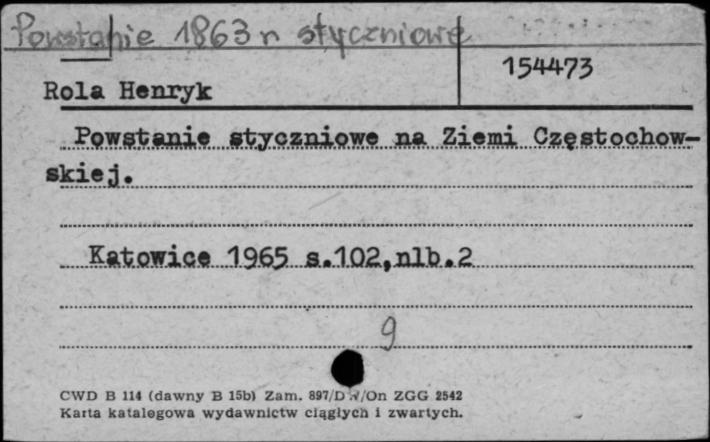 Powstanie 1863 r styczniowe
154473
Rola Henryk
Powstanie styczniowe na Ziemi Częstochow-
skiej.
Katowice 1965 s.102,nlb.2
9
CWD B 114 (dawny B 15b) Zam. 897/DW/On ZGG 2542
Karta katalogowa wydawnictw ciągłych i zwartych.